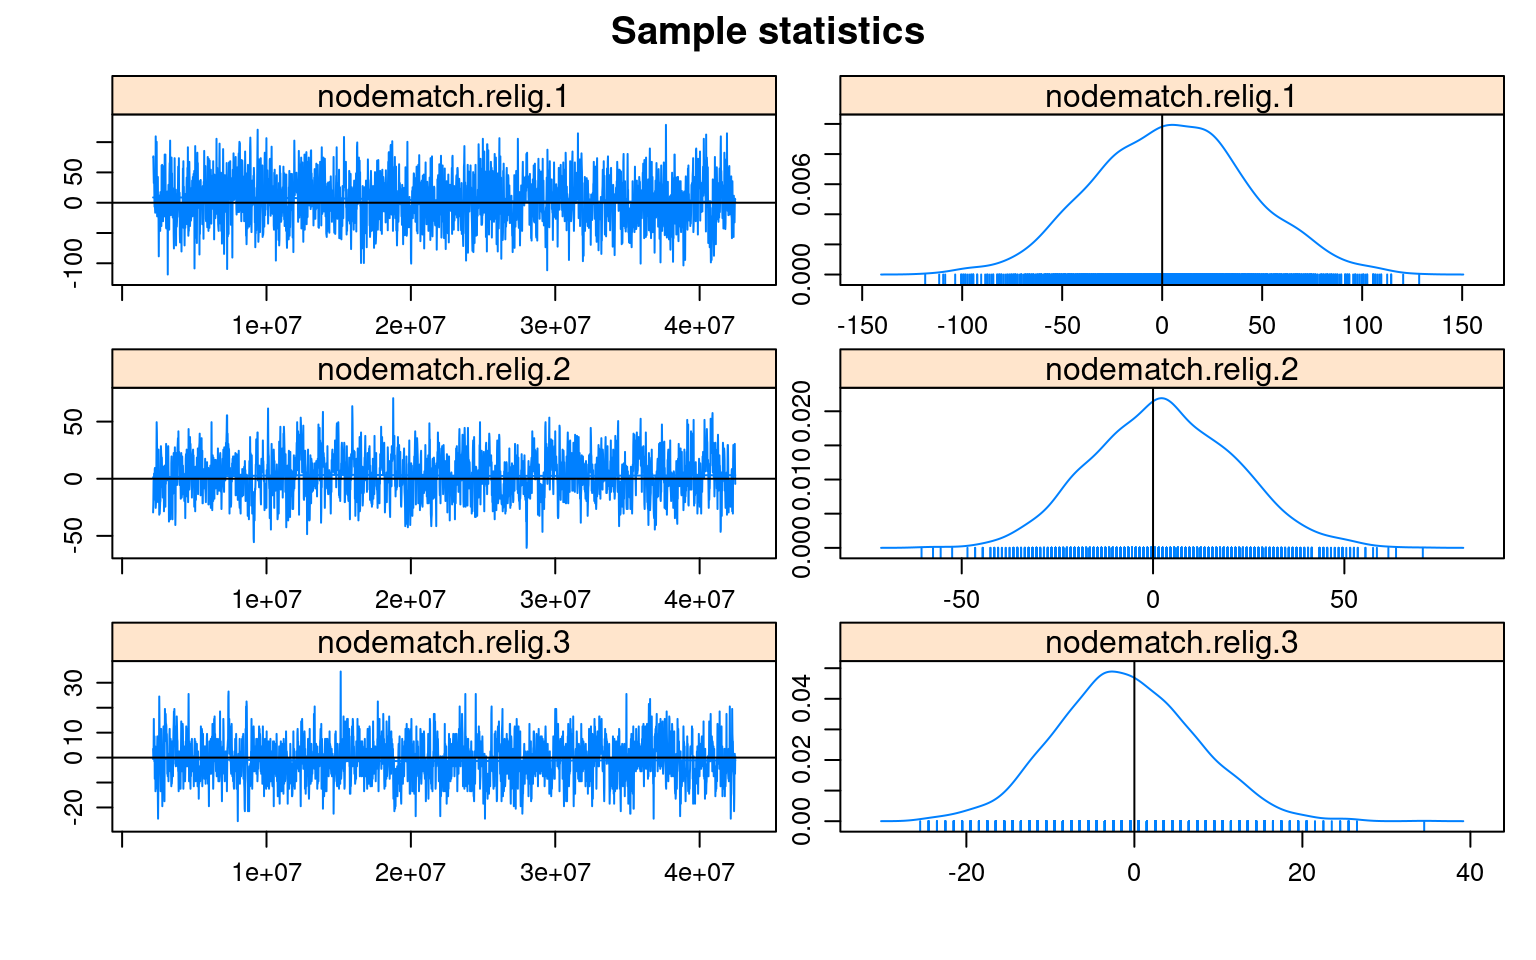 Sample statistics
nodematch.relig.1
nodematch.relig.1
50
0
-100
1e+07 2e+07 3e+07 4e+07
0.006
0.000
-150 -100 -50 0 50 100 150
nodematch.relig.2
nodematch.relig.2
50
0
-50
1e+07 2e+07 3e+07 4e+07
0.020
0.010
0.000
-50 0 50
nodematch.relig.3
nodematch.relig.3
30
10
0
-20
1e+07 2e+07 3e+07 4e+07
0.04
0.02
0.00
-20 0 20 40